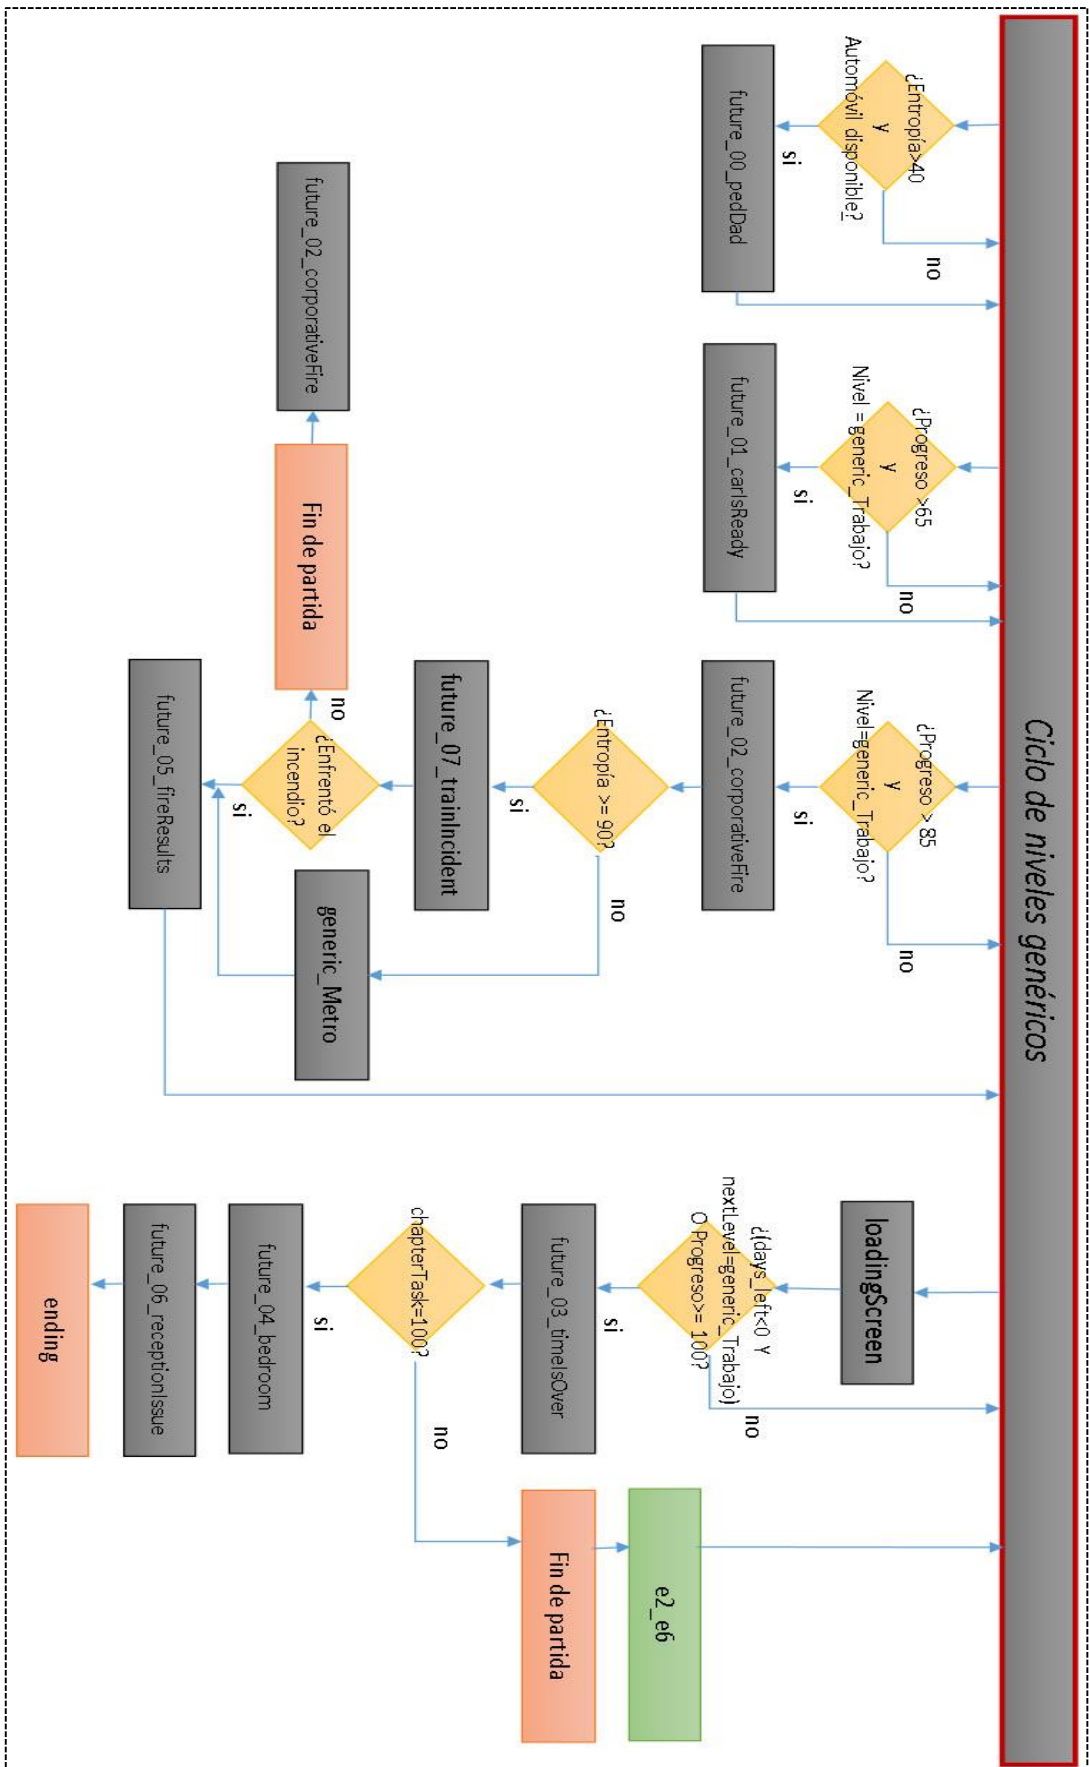 Ciclo de niveles genéricos
¿Entropía>40
y
Automóvil disponible?
no
si
future_00_pedDad
¿Progreso >65
y
Nivel = generic_Trabajo?
no
si
future_01_carIsReady
¿Progreso > 85
y
Nivel=generic_Trabajo?
no
si
future_02_corporativeFire
¿Entropía >= 90?
no
si
future_07_trainIncident
generic_Metro
¿Enfrentó el
incendio?
no
si
Fin de partida
future_02_corporativeFire
future_05_fireResults
loadingScreen
¿(days_left<0 Y
nextLevel=generic_Trabajo)
O Progreso>= 100?
no
si
future_03_timeIsOver
chapterTask=100?
no
si
e2_e6
Fin de partida
future_04_bedroom
future_06_receptionIssue
ending